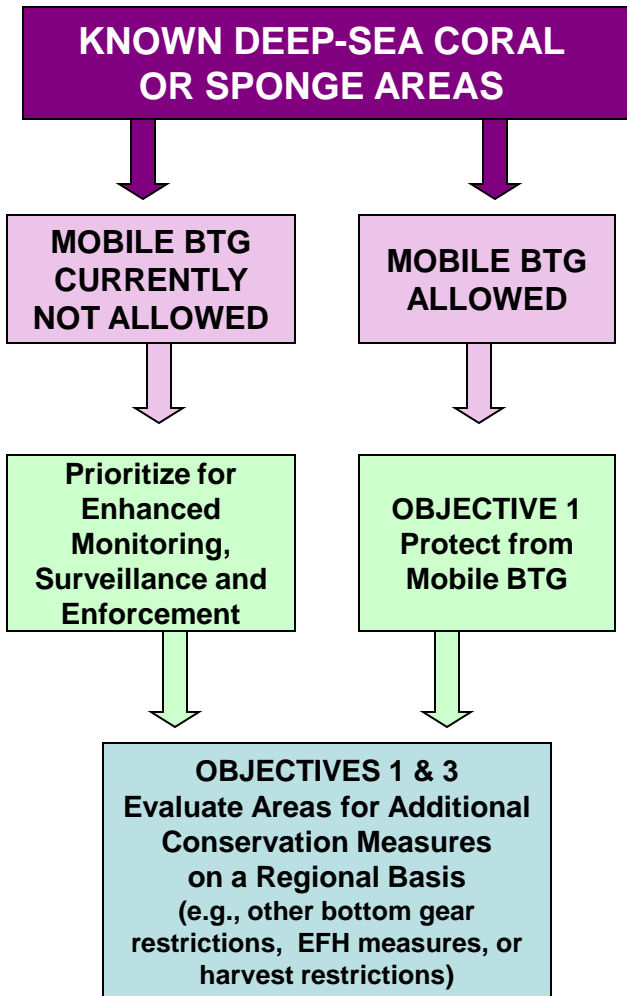 KNOWN DEEP-SEA CORAL
OR SPONGE AREAS
MOBILE BTG
CURRENTLY
NOT ALLOWED
MOBILE BTG
ALLOWED
Prioritize for
Enhanced
Monitoring,
Surveillance and
Enforcement
OBJECTIVE 1
Protect from
Mobile BTG
OBJECTIVES 1 & 3
Evaluate Areas for Additional
Conservation Measures
on a Regional Basis
(e.g., other bottom gear
restrictions, EFH measures, or
harvest restrictions)